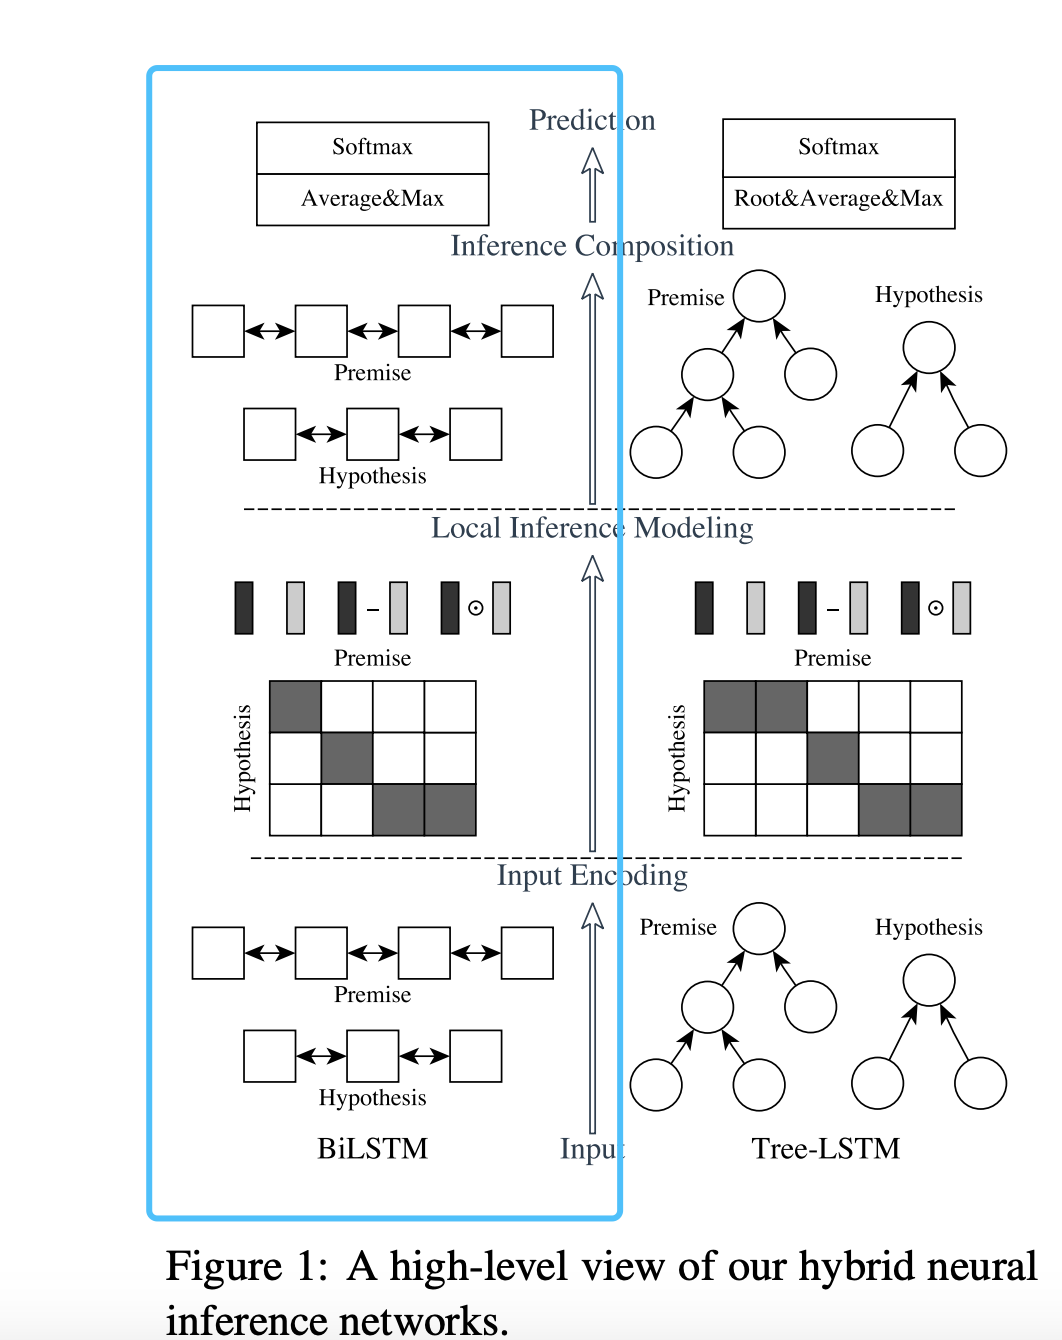 Prediction
Softmax
Average&Max
Softmax
Root&Average&Max
Inference Composition
Premise
Hypothesis
Premise
Hypothesis
Local Inference Modeling
Premise
Hypothesis
Premise
Hypothesis
Input Encoding
Premise
Hypothesis
Premise
Hypothesis
BiLSTM
Input
Tree-LSTM
Figure 1: A high-level view of our hybrid neural
inference networks.